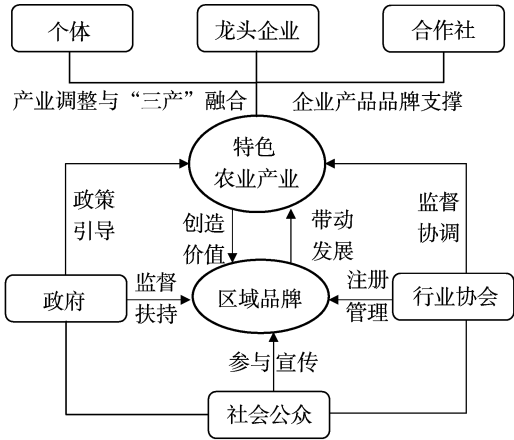 个体
龙头企业
合作社
产业调整与“三产”融合
企业产品品牌支撑
特色
农业产业
政策
引导
创造
价值
带动
发展
监督
协调
政府
监督
扶持
区域品牌
注册
管理
行业协会
参与宣传
社会公众